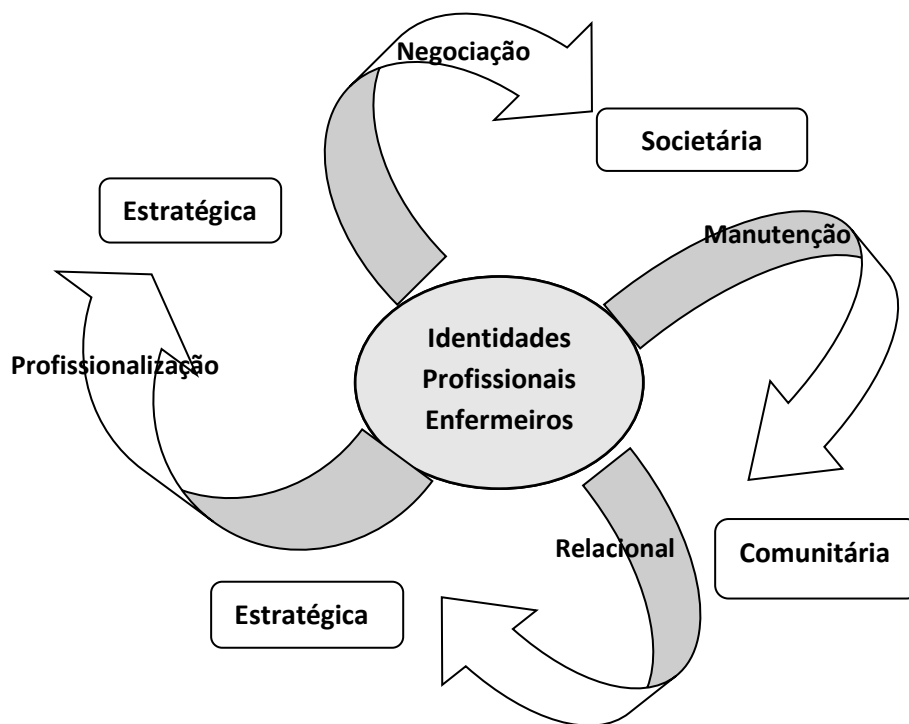 Negociação
Societária
Estratégica
Manutenção
Identidades
Profissionais
Enfermeiros
Profissionalização
Relacional
Comunitária
Estratégica